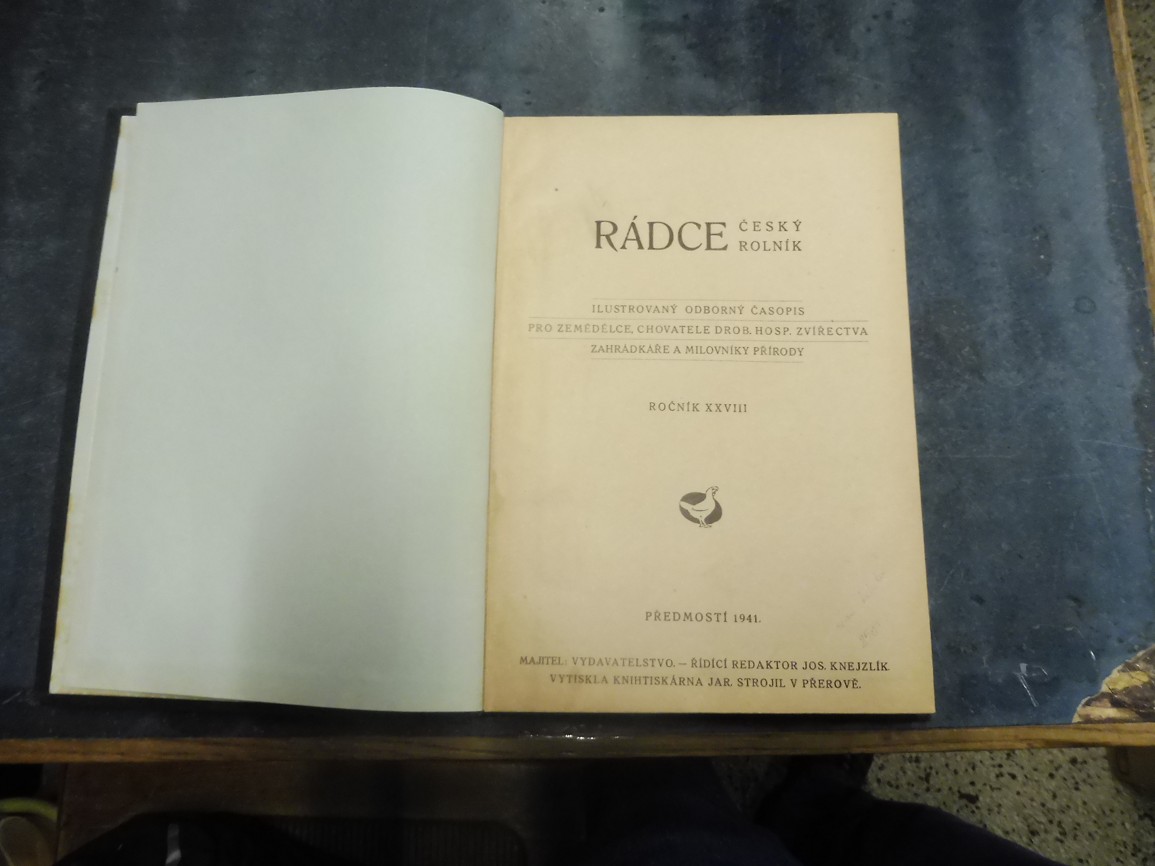 RÁDCE ČESKÝ
ROLNÍK
ILUSTROVANÝ ODBORNÝ ČASOPIS
PRO ZEMĚDĚLCE, CHOVATELE DROB. HOSP. ZVÍŘECTVA
ZAHRÁDKÁŘE A MILOVNÍKY PŘÍRODY
ROČNÍK XXVIII
PŘEDMOSTÍ 1941.
MAJITEL: VYDAVATELSTVO. — ŘÍDÍCÍ REDAKTOR JOS. KNEJZLÍK.
VYTISKLA KNIHTISKÁRNA JAR. STROJIL V PŘEROVĚ.